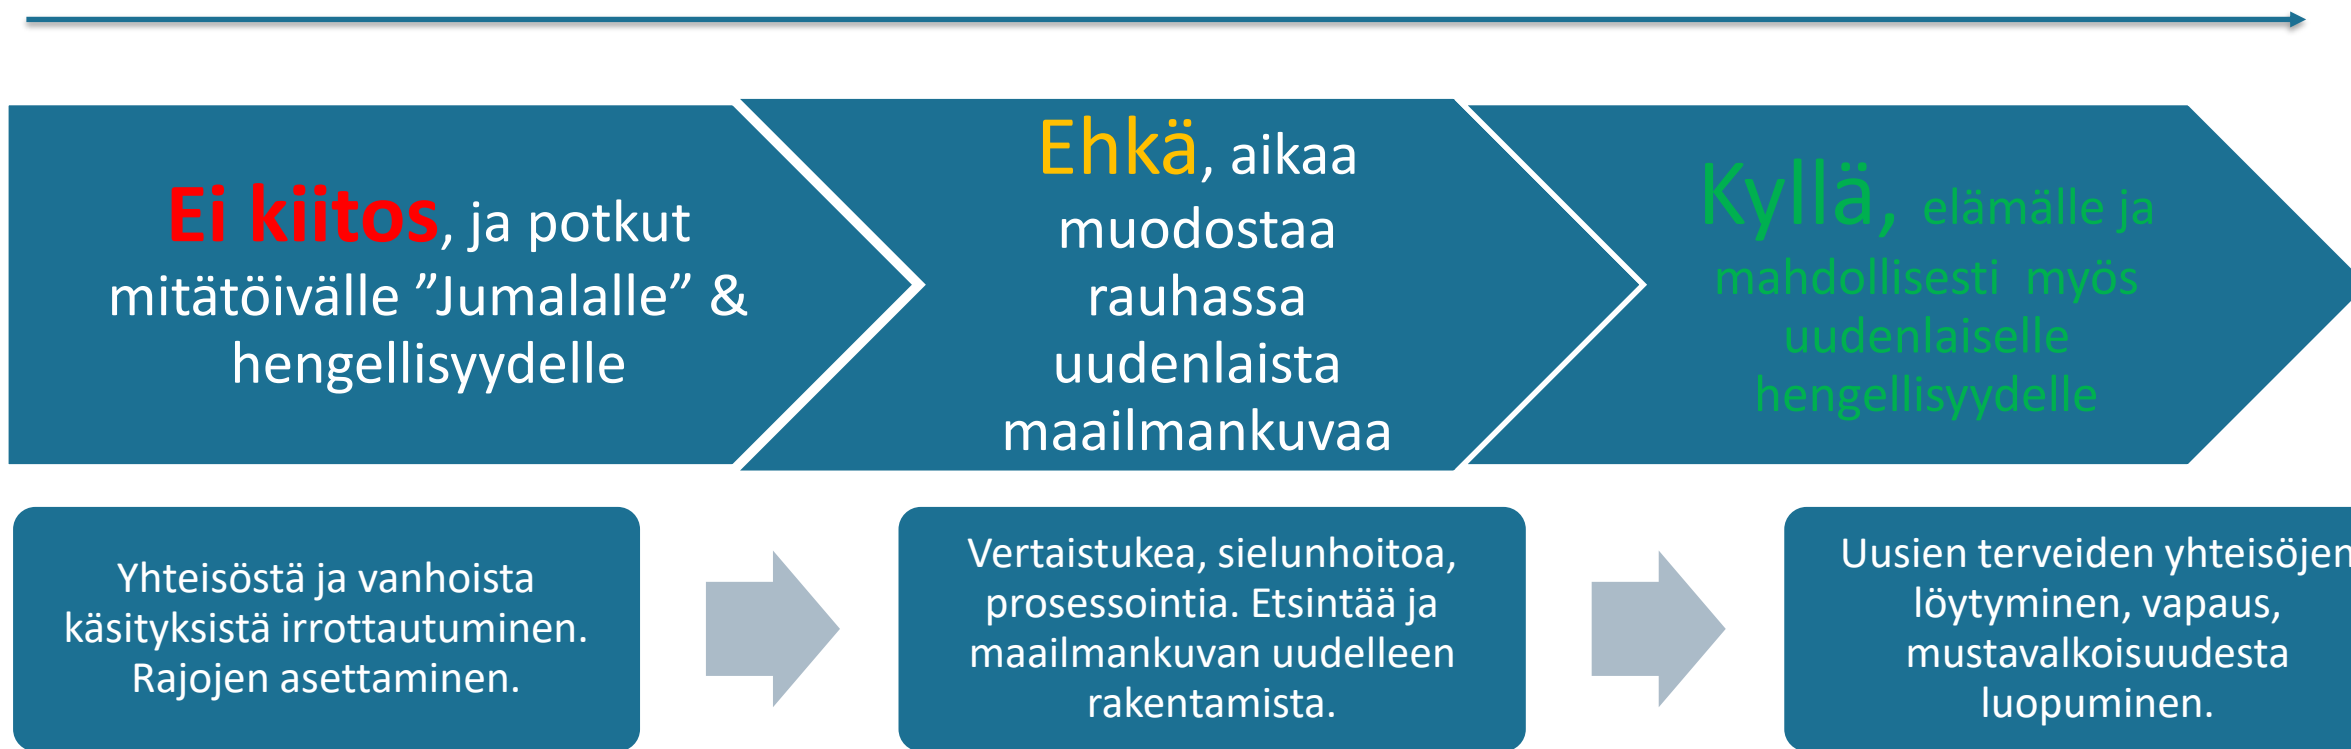 Ei kiitos, ja potkut
mitätöivälle ”Jumalalle” &
hengellisyydelle
Ehkä, aikaa
muodostaa
rauhassa
uudenlaista
maailmankuvaa
Kyllä, elämälle ja
mahdollisesti myös
uudenlaiselle
hengellisyydelle
Yhteisöstä ja vanhoista
käsityksistä irrottautuminen.
Rajojen asettaminen.
Vertaistukea, sielunhoitoa,
prosessointia. Etsintää ja
maailmankuvan uudelleen
rakentamista.
Uusien terveiden yhteisöjen
löytyminen, vapaus,
mustavalkoisuudesta
luopuminen.